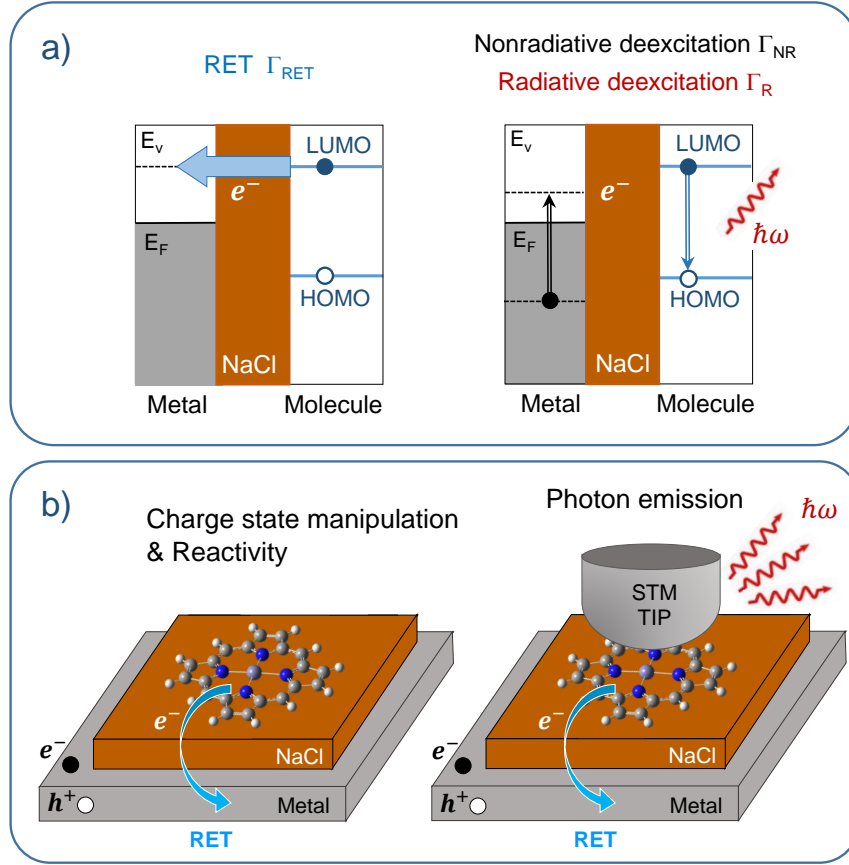 a)
RET Γ_RET
E_v
LUMO
e⁻
E_F
HOMO
NaCl
Metal
Molecule
Nonradiative deexcitation Γ_NR
Radiative deexcitation Γ_R
E_v
LUMO
e⁻
ħω
E_F
HOMO
NaCl
Metal
Molecule
b)
Charge state manipulation
& Reactivity
e⁻
NaCl
e⁻
h⁺
Metal
RET
Photon emission
ħω
STM
TIP
e⁻
NaCl
e⁻
h⁺
Metal
RET